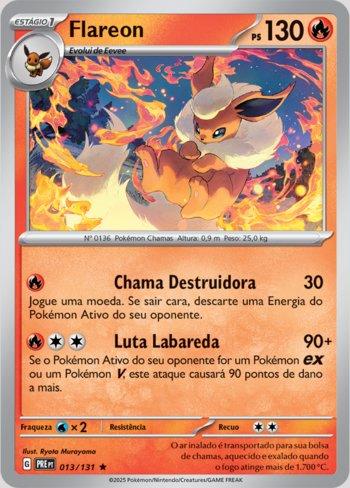 ESTÁGIO 1
Flareon
PS 130
Evolui de Eevee
Nº 0136 Pokémon Chamas Altura: 0,9 m Peso: 25,0 kg
Chama Destruidora 30
Jogue uma moeda. Se sair cara, descarte uma Energia do
Pokémon Ativo do seu oponente.
Luta Labareda 90+
Se o Pokémon Ativo do seu oponente for um Pokémon ex
ou um Pokémon V, este ataque causará 90 pontos de dano
a mais.
Fraqueza ×2 Resistência Recuo
Ilust. Ryota Murayama
G PRE PT 013/131 ★
O ar inalado é transportado para sua bolsa
de chamas, aquecido e exalado quando
o fogo atinge mais de 1.700 °C.
©2025 Pokémon/Nintendo/Creatures/GAME FREAK